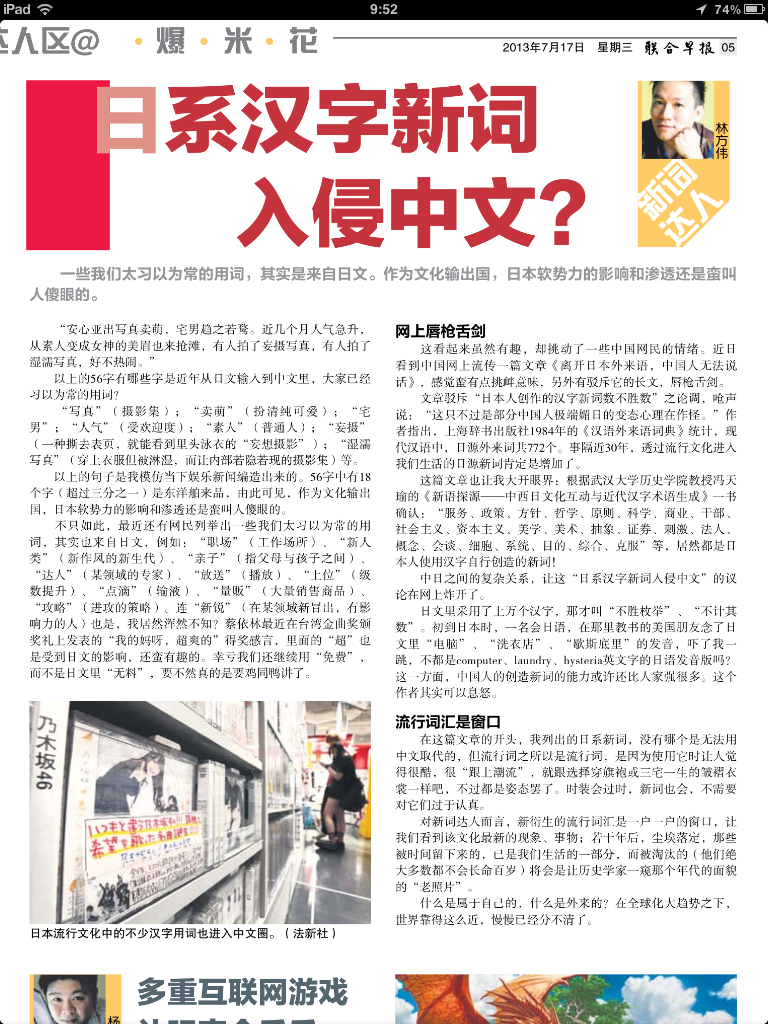 iPad
9:52
74%
达人区@
·爆·米·花
2013年7月17日 星期三 联合早报 05
日系汉字新词
入侵中文?
林方伟
新词
达人
一些我们太习以为常的用词，其实是来自日文。作为文化输出国，日本软势力的影响和渗透还是蛮叫
人傻眼的。
“安心亚出写真卖萌，宅男趋之若鹜。近几个月人气急升，
从素人变成女神的美眉也来抢滩，有人拍了妄摄写真，有人拍了
湿濡写真，好不热闹。”
以上的56字有哪些字是近年从日文输入到中文里，大家已经
习以为常的用词？
“写真”（摄影集）；“卖萌”（扮清纯可爱）；“宅
男”；“人气”（受欢迎度）；“素人”（普通人）；“妄摄”
（一种撕去表页，就能看到里头泳衣的“妄想摄影”）；“湿濡
写真”（穿上衣服但被淋湿，而让内部若隐若现的摄影集）等。
以上的句子是我模仿当下娱乐新闻编造出来的。56字中有18
个字（超过三分之一）是东洋舶来品，由此可见，作为文化输出
国，日本软势力的影响和渗透还是蛮叫人傻眼的。
不只如此，最近还有网民列举出一些我们太习以为常的用
词，其实也来自日文，例如：“职场”（工作场所）、“新人
类”（新作风的新生代）、“亲子”（指父母与孩子之间）、
“达人”（某领域的专家）、“放送”（播放）、“上位”（级
数提升）、“点滴”（输液）、“量贩”（大量销售商品）、
“攻略”（进攻的策略）。连“新锐”（在某领域新冒出，有影
响力的人）也是，我居然浑然不知？蔡依林最近在台湾金曲奖颁
奖礼上发表的“我的妈呀，超爽的”得奖感言，里面的“超”也
是受到日文的影响，还蛮有趣的。幸亏我们还继续用“免费”，
而不是日文里“无料”，要不然真的是要鸡同鸭讲了。
乃木坂46
いつもと違う乃木坂46!!
希望を歌った名曲誕生!!!
日本流行文化中的不少汉字用词也进入中文圈。（法新社）
网上唇枪舌剑
这看起来虽然有趣，却挑动了一些中国网民的情绪。近日
看到中国网上流传一篇文章《离开日本外来语，中国人无法说
话》，感觉蛮有点挑衅意味，另外有驳斥它的长文，唇枪舌剑。
文章驳斥“日本人创作的汉字新词数不胜数”之论调，呛声
说：“这只不过是部分中国人极端媚日的变态心理在作怪。”作
者指出，上海辞书出版社1984年的《汉语外来语词典》统计，现
代汉语中，日源外来词共772个。事隔近30年，透过流行文化进入
我们生活的日源新词肯定是增加了。
这篇文章也让我大开眼界：根据武汉大学历史学院教授冯天
瑜的《新语探源——中西日文化互动与近代汉字术语生成》一书
确认：“服务、政策、方针、哲学、原则、科学、商业、干部、
社会主义、资本主义、美学、美术、抽象、证券、刺激、法人、
概念、会谈、细胞、系统、目的、综合、克服”等，居然都是日
本人使用汉字自行创造的新词！
中日之间的复杂关系，让这“日系汉字新词入侵中文”的议
论在网上炸开了。
日文里采用了上万个汉字，那才叫“不胜枚举”、“不计其
数”。初到日本时，一名会日语，在那里教书的美国朋友念了日
文里“电脑”、“洗衣店”、“歇斯底里”的发音，吓了我一
跳，不都是computer、laundry、hysteria英文字的日语发音版吗？
这一方面，中国人的创造新词的能力或许还比人家强很多。这个
作者其实可以息怒。
流行词汇是窗口
在这篇文章的开头，我列出的日系新词，没有哪个是无法用
中文取代的，但流行词之所以是流行词，是因为使用它时让人觉
得很酷，很“跟上潮流”，就跟选择穿旗袍或三宅一生的皱褶衣
裳一样吧，不过都是姿态罢了。时装会过时，新词也会，不需要
对它们过于认真。
对新词达人而言，新衍生的流行词汇是一户一户的窗口，让
我们看到该文化最新的现象、事物；若十年后，尘埃落定，那些
被时间留下来的，已是我们生活的一部分，而被淘汰的（他们绝
大多数都不会长命百岁）将会是让历史学家一窥那个年代的面貌
的“老照片”。
什么是属于自己的，什么是外来的？在全球化大趋势之下，
世界靠得这么近，慢慢已经分不清了。
多重互联网游戏
杨